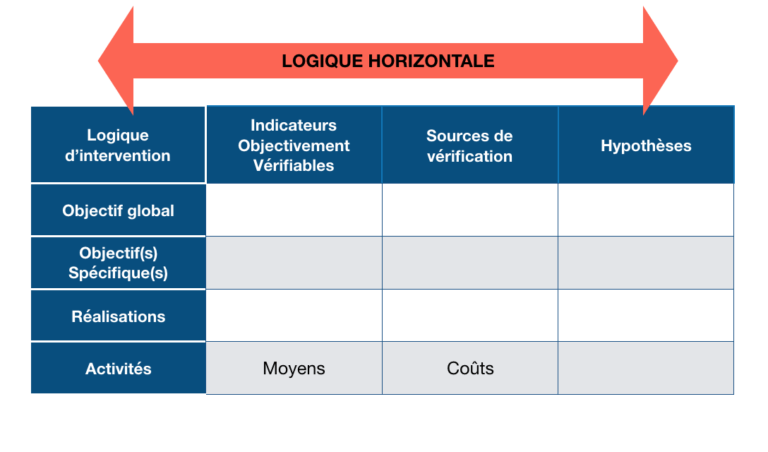 LOGIQUE HORIZONTALE
Logique
d’intervention
Indicateurs
Objectivement
Vérifiables
Sources de
vérification
Hypothèses
Objectif global
Objectif(s)
Spécifique(s)
Réalisations
Activités
Moyens
Coûts